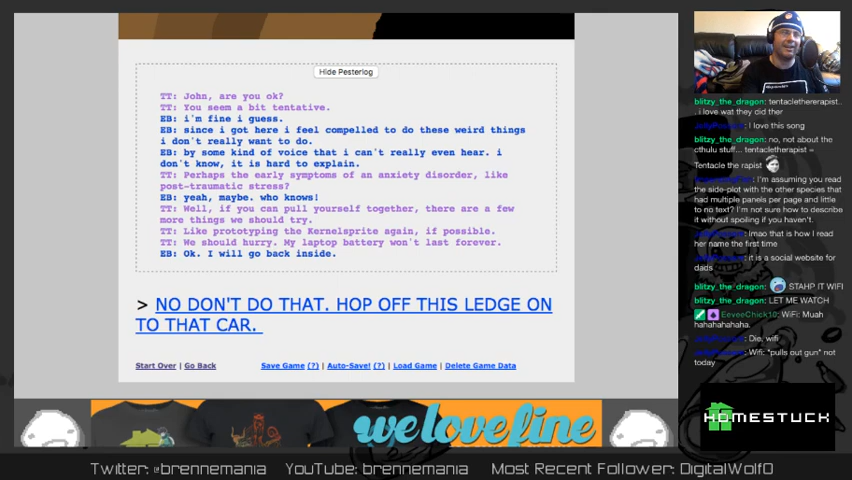 Hide Pesterlog
TT: John, are you ok?
TT: You seem a bit tentative.
EB: i'm fine i guess.
EB: since i got here i feel compelled to do these weird things
i don't really want to do.
EB: by some kind of voice that i can't really even hear. i
don't know, it is hard to explain.
TT: Perhaps the early symptoms of an anxiety disorder, like
post-traumatic stress?
EB: yeah, maybe. who knows!
TT: Well, if you can pull yourself together, there are a few
more things we should try.
TT: Like prototyping the Kernelsprite again, if possible.
TT: We should hurry. My laptop battery won't last forever.
EB: Ok. I will go back inside.
> NO DON'T DO THAT. HOP OFF THIS LEDGE ON
TO THAT CAR.
Start Over | Go Back
Save Game (?) | Auto-Save! (?) | Load Game | Delete Game Data
welovefine
blitzy_the_dragon: tentaclethererapist..
. i love wat they did ther
I love this song
blitzy_the_dragon: no, not about the
cthulu stuff... tentacletherapist =
Tentacle the rapist
I'm assuming you read
the side-plot with the other species that
had multiple panels per page and little
to no text? I'm not sure how to describe
it without spoiling if you haven't.
lmao that is how I read
her name the first time
it is a social website for
dads
blitzy_the_dragon: STAHP IT WIFI
blitzy_the_dragon: LET ME WATCH
EeveeChick10: WiFi: Muah
hahahahahaha.
Die, wifi
Wifi: "pulls out gun" not
today
HOMESTUCK
Twitter: @brennemania YouTube: brennemania Most Recent Follower: DigitalWolf0